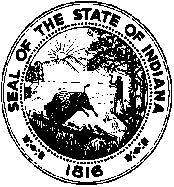 SEAL OF THE STATE OF INDIANA
1816